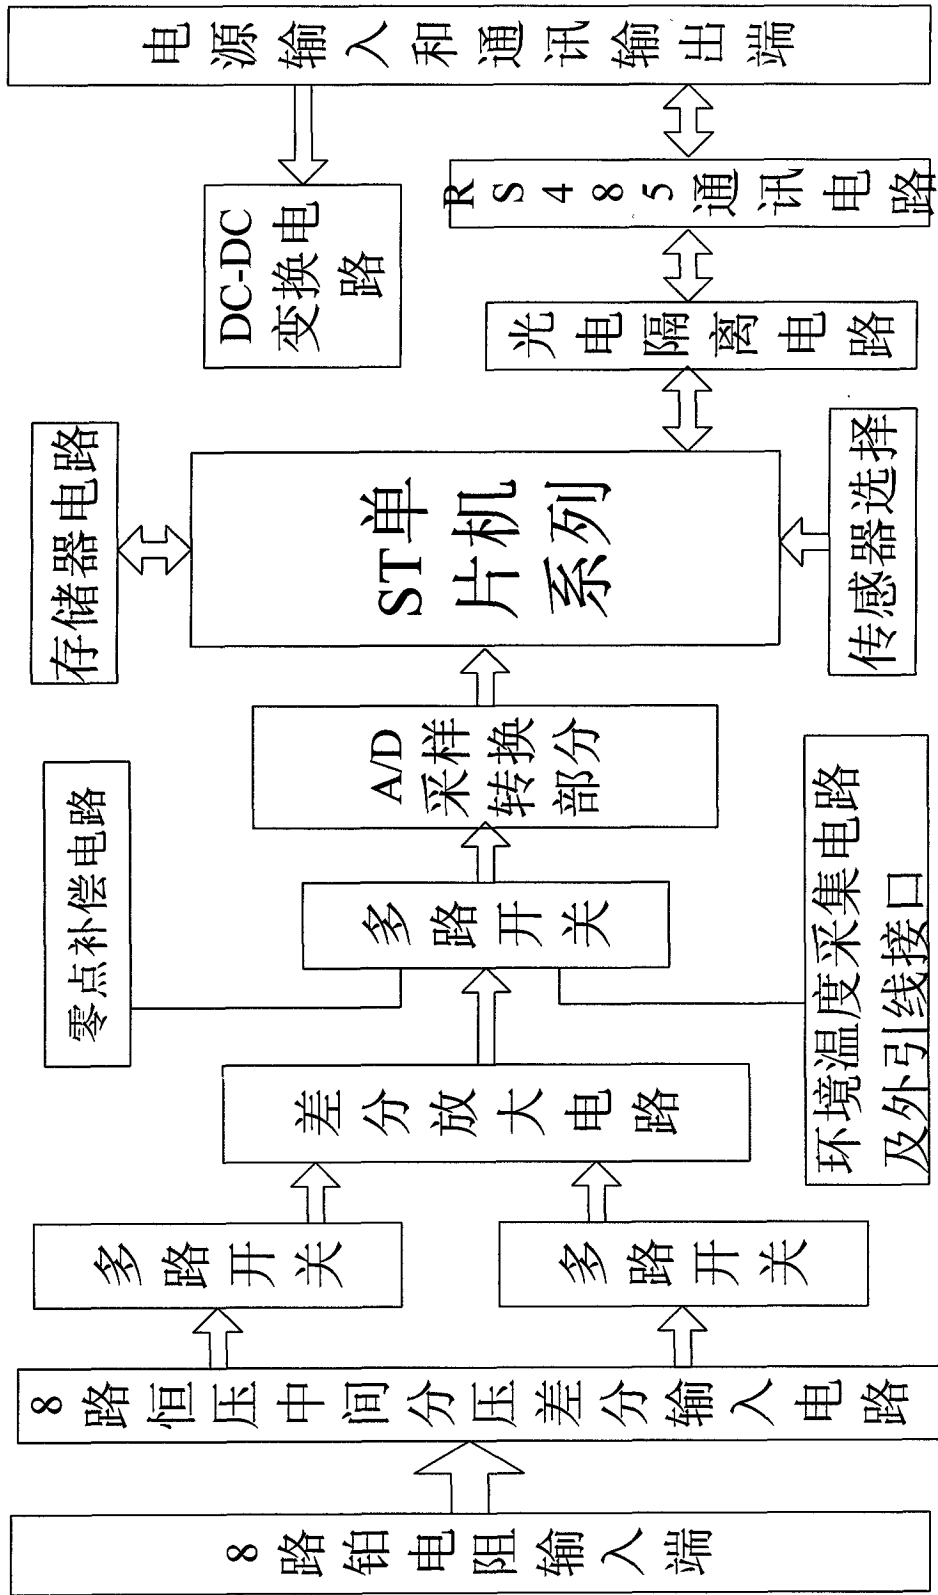 8路铂电阻输入端
8路恒压中间分压差分输入电路
多路开关
多路开关
差分放大电路
零点补偿电路
多路开关
环境温度采集电路
及外引线接口
A/D
采样
转换
部分
存储器电路
ST单
片机
系列
传感器选择
DC-DC
变换电
路
光电隔离电路
RS485通讯电路
电源输入和通讯输出端